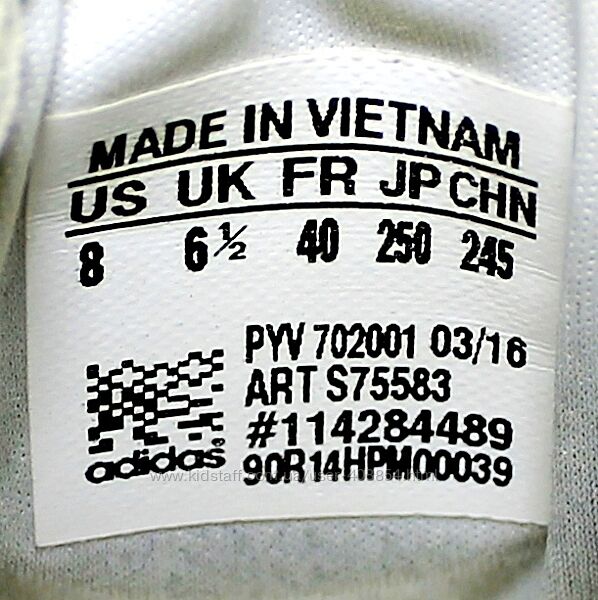 MADE IN VIETNAM
US UK FR JP CHN
8 6½ 40 250 245
PYV 702001 03/16
ART S75583
#114284489
90R14HPM00039
adidas®